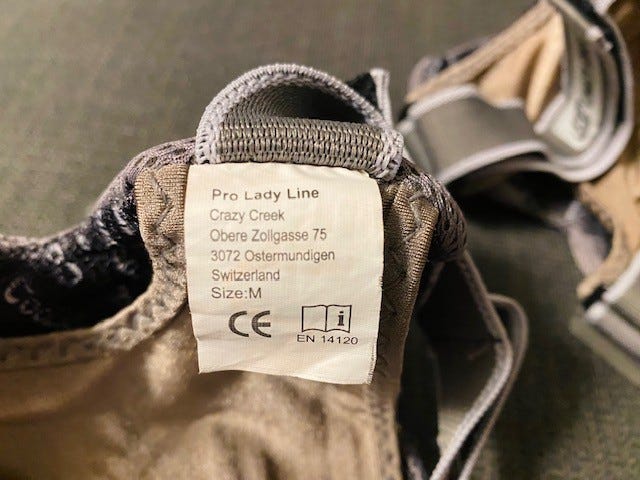 Pro Lady Line
Crazy Creek
Obere Zollgasse 75
3072 Ostermundigen
Switzerland
Size:M
CE
i
EN 14120